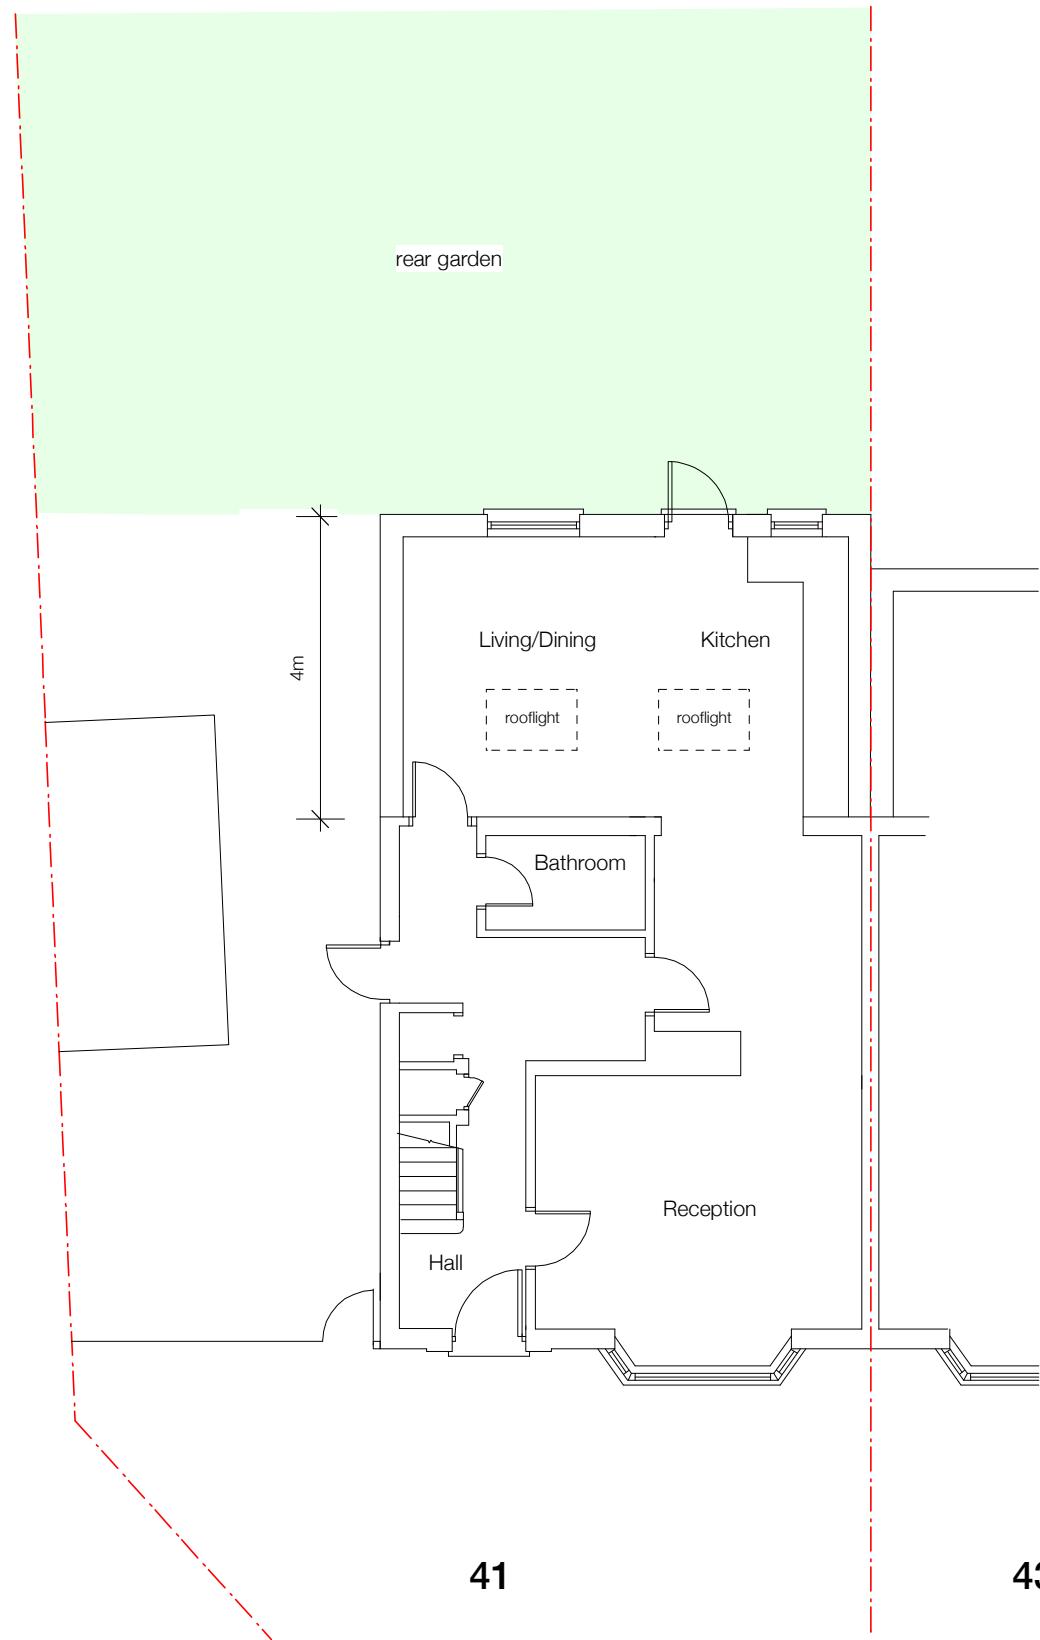 rear garden
Living/Dining
Kitchen
4m
rooflight
rooflight
Bathroom
Reception
Hall
41